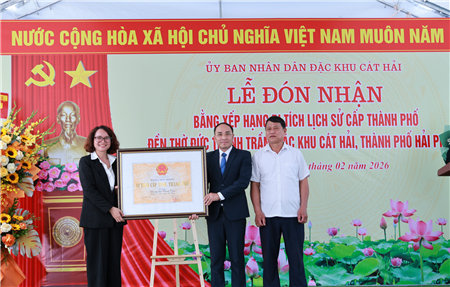 NƯỚC CỘNG HÒA XÃ HỘI CHỦ NGHĨA VIỆT NAM MUÔN NĂM
ỦY BAN NHÂN DÂN ĐẶC KHU CÁT HẢI
LỄ ĐÓN NHẬN
BẰNG XẾP HẠNG DI TÍCH LỊCH SỬ CẤP THÀNH PHỐ
ĐỀN THỜ ĐỨC THÁNH TRẦN, ĐẶC KHU CÁT HẢI, THÀNH PHỐ HẢI
tháng 02 năm 2026